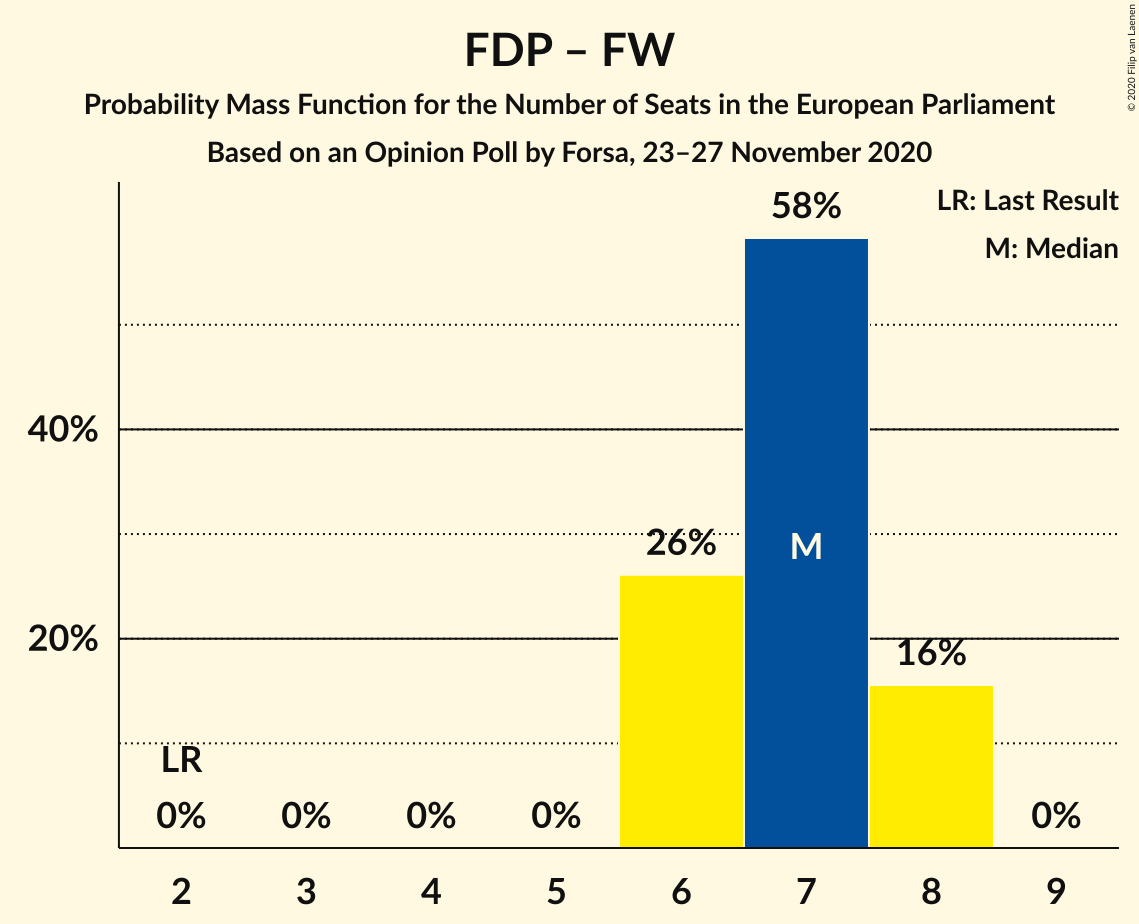 FDP – FW
Probability Mass Function for the Number of Seats in the European Parliament
Based on an Opinion Poll by Forsa, 23–27 November 2020
© 2020 Filip van Laenen
LR: Last Result
M: Median
58%
40%
26%
M
20%
16%
LR
0% 0% 0% 0% 0%
2 3 4 5 6 7 8 9